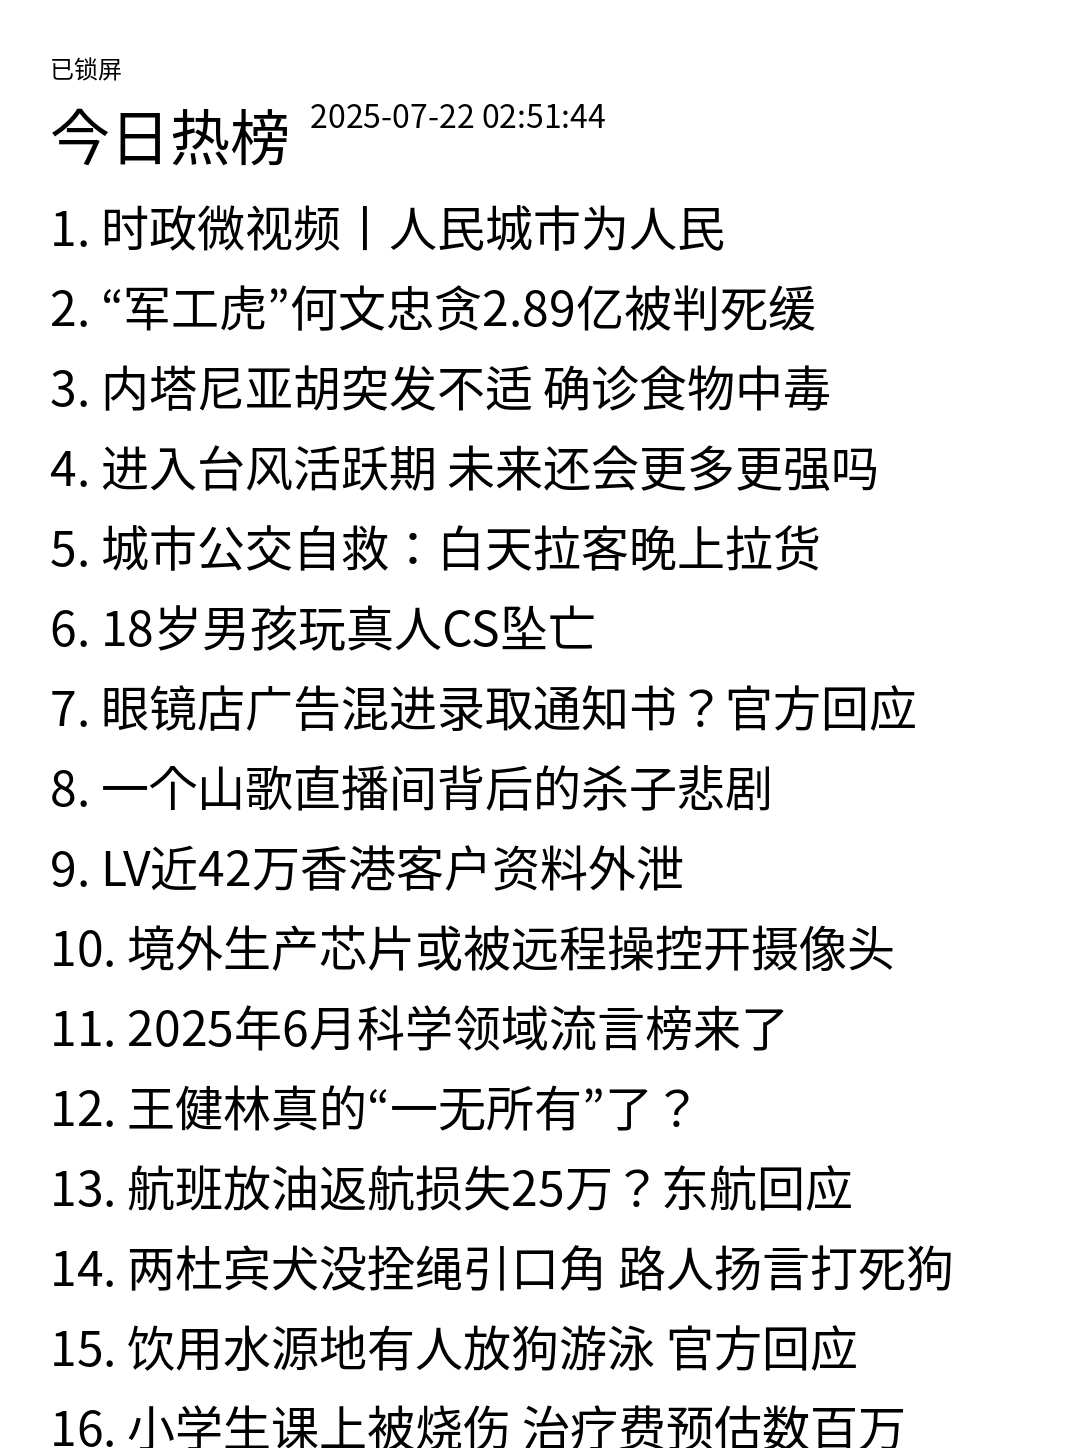 已锁屏
今日热榜 2025-07-22 02:51:44
1. 时政微视频丨人民城市为人民
2. “军工虎”何文忠贪2.89亿被判死缓
3. 内塔尼亚胡突发不适 确诊食物中毒
4. 进入台风活跃期 未来还会更多更强吗
5. 城市公交自救：白天拉客晚上拉货
6. 18岁男孩玩真人CS坠亡
7. 眼镜店广告混进录取通知书？官方回应
8. 一个山歌直播间背后的杀子悲剧
9. LV近42万香港客户资料外泄
10. 境外生产芯片或被远程操控开摄像头
11. 2025年6月科学领域流言榜来了
12. 王健林真的“一无所有”了？
13. 航班放油返航损失25万？东航回应
14. 两杜宾犬没拴绳引口角 路人扬言打死狗
15. 饮用水源地有人放狗游泳 官方回应
16. 小学生课上被烧伤 治疗费预估数百万